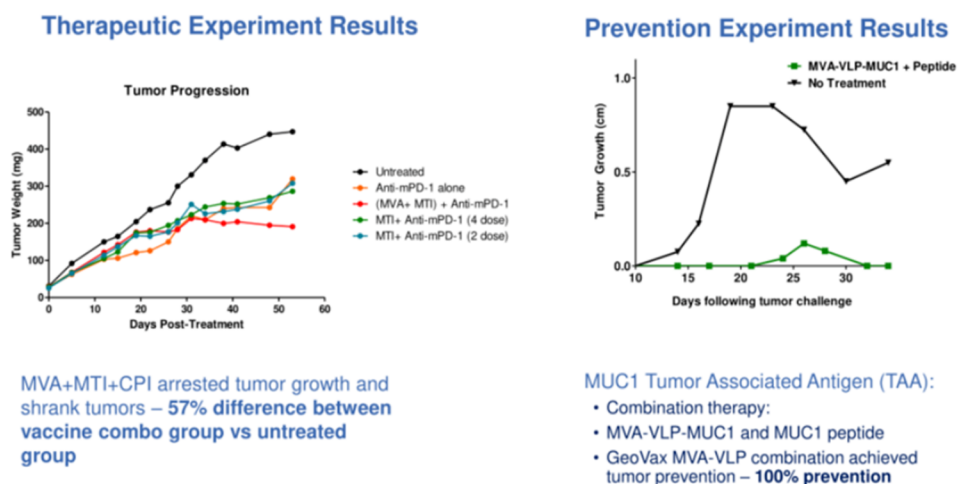 Therapeutic Experiment Results
Tumor Progression
500
400
300
200
100
0
0 10 20 30 40 50 60
Tumor Weight (mg)
Days Post-Treatment
Untreated
Anti-mPD-1 alone
(MVA+ MTI) + Anti-mPD-1
MTI+ Anti-mPD-1 (4 dose)
MTI+ Anti-mPD-1 (2 dose)
MVA+MTI+CPI arrested tumor growth and
shrank tumors – 57% difference between
vaccine combo group vs untreated
group
Prevention Experiment Results
MVA-VLP-MUC1 + Peptide
No Treatment
1.0
0.5
0.0
10 15 20 25 30
Tumor Growth (cm)
Days following tumor challenge
MUC1 Tumor Associated Antigen (TAA):
• Combination therapy:
• MVA-VLP-MUC1 and MUC1 peptide
• GeoVax MVA-VLP combination achieved
tumor prevention – 100% prevention